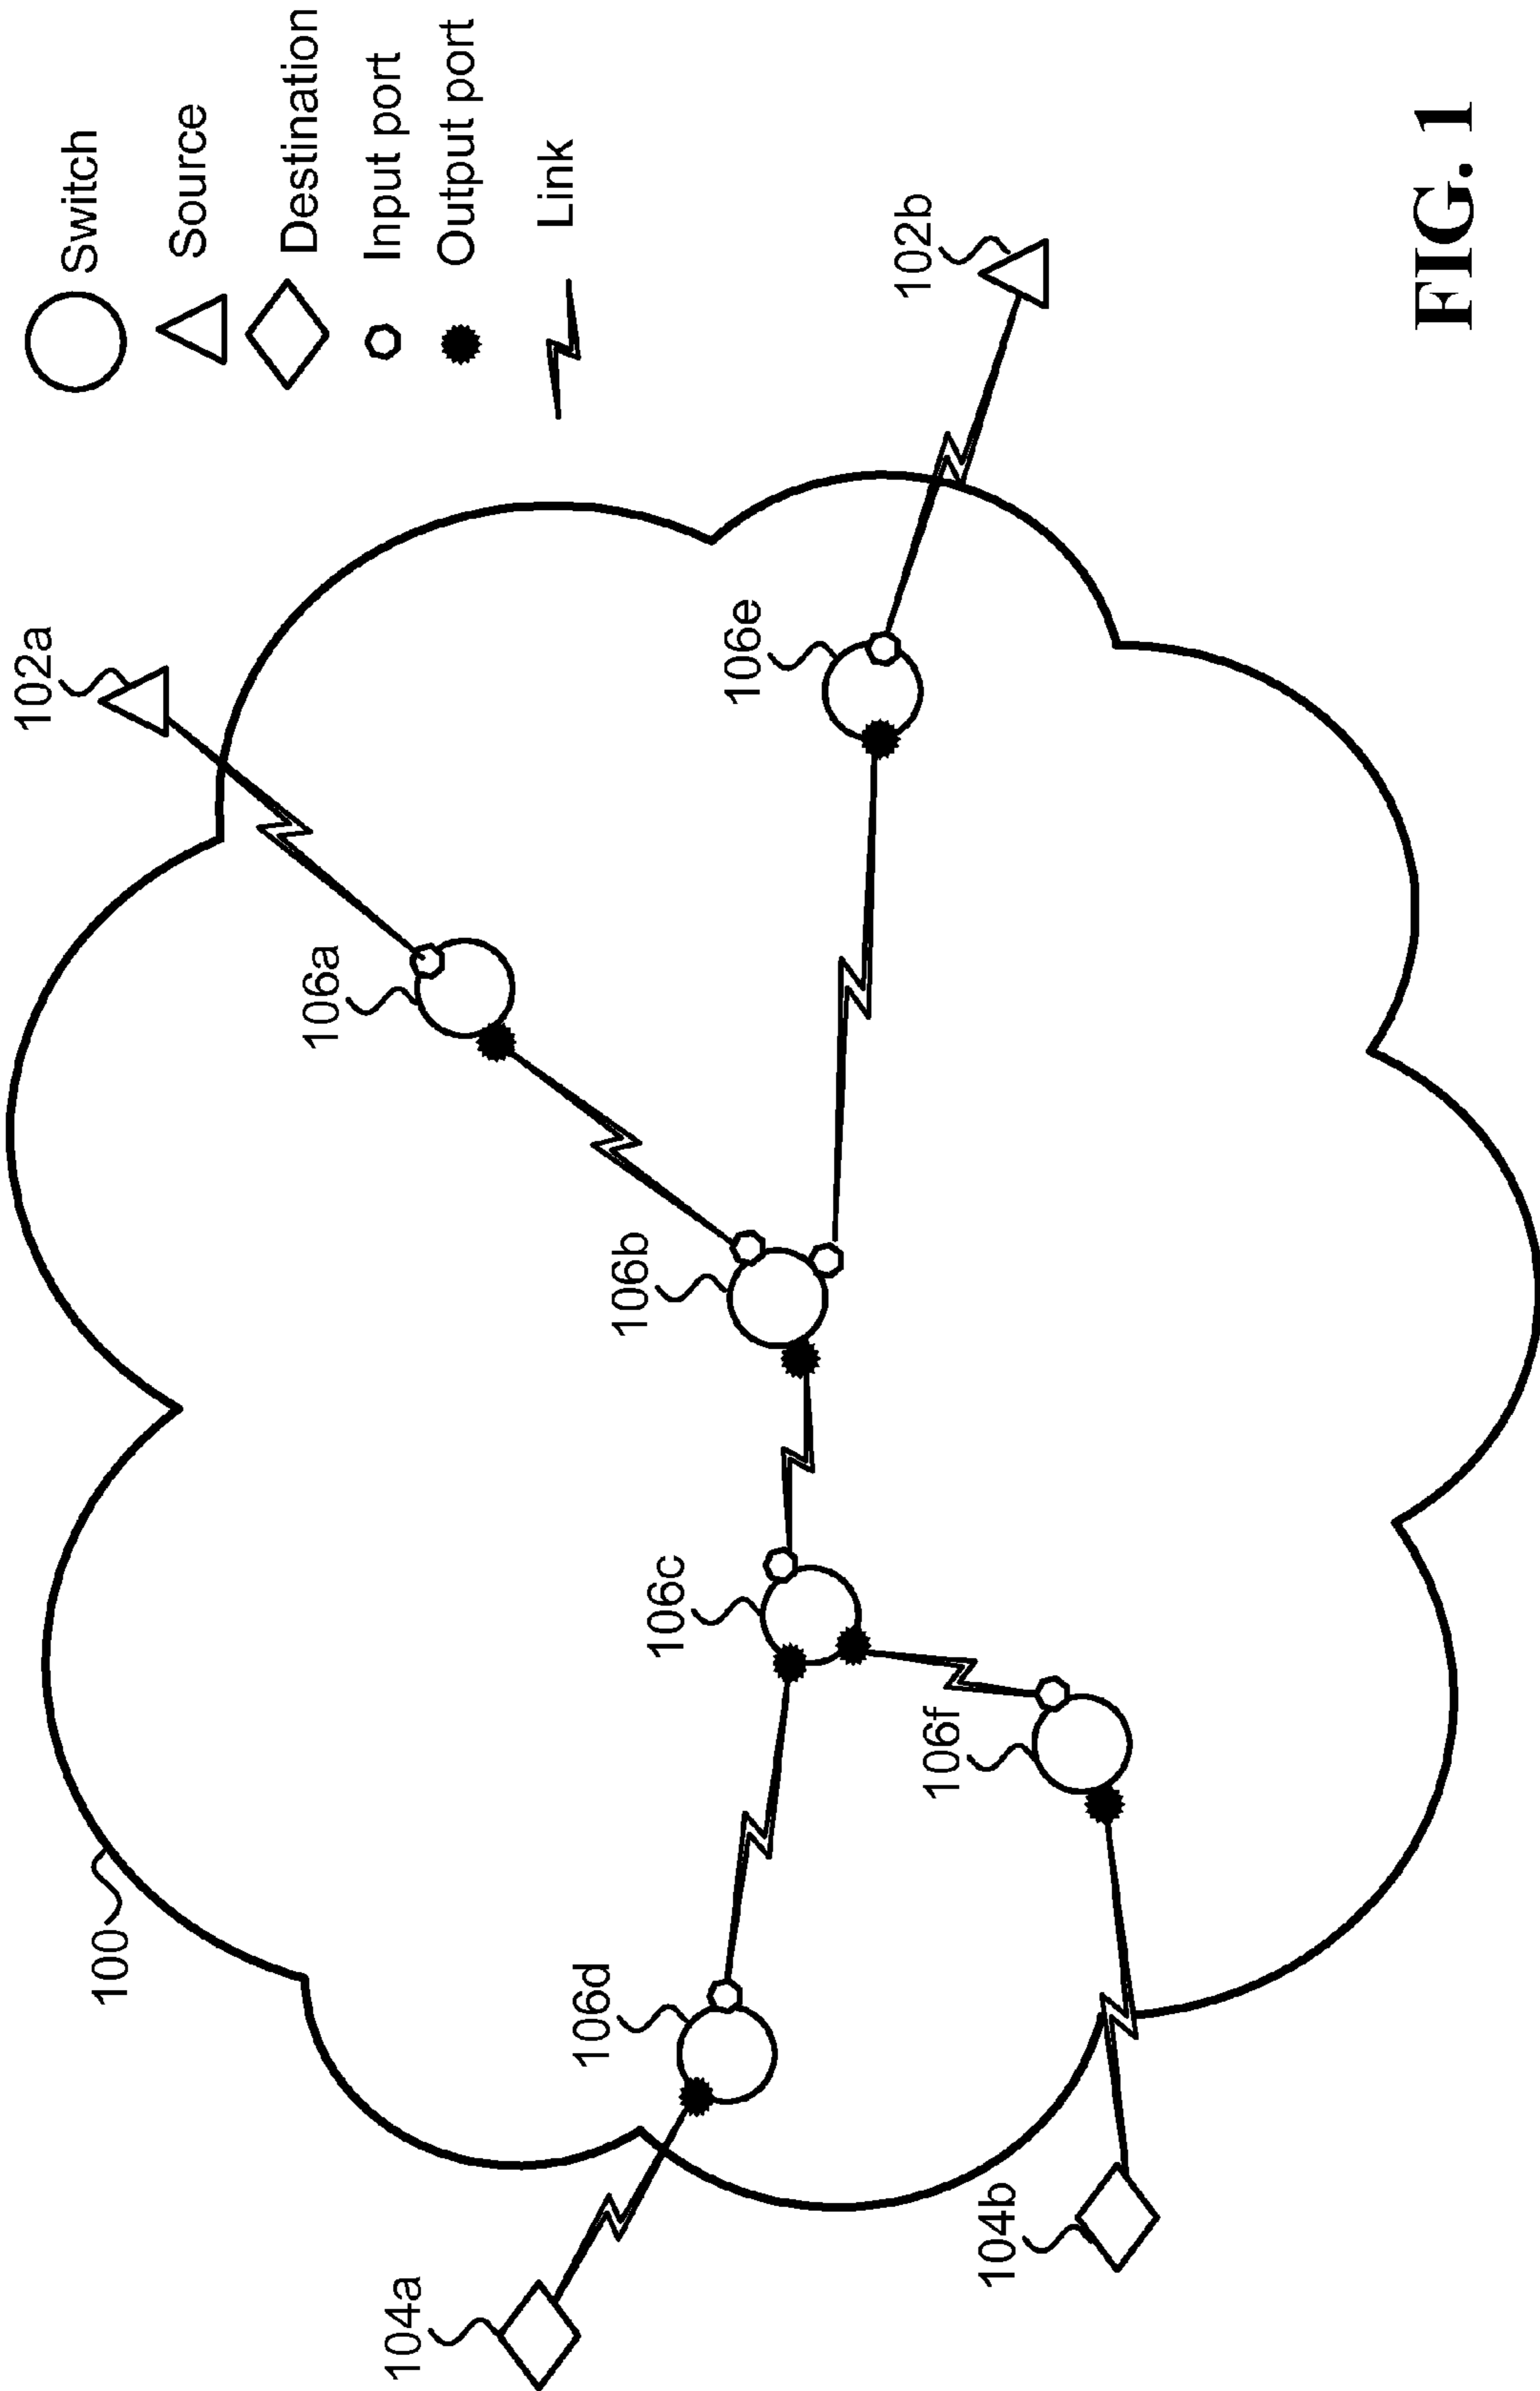 Switch
Source
Destination
Input port
Output port
Link
102a
102b
106a
106e
106b
106c
106f
100
106d
104a
104b
FIG. 1